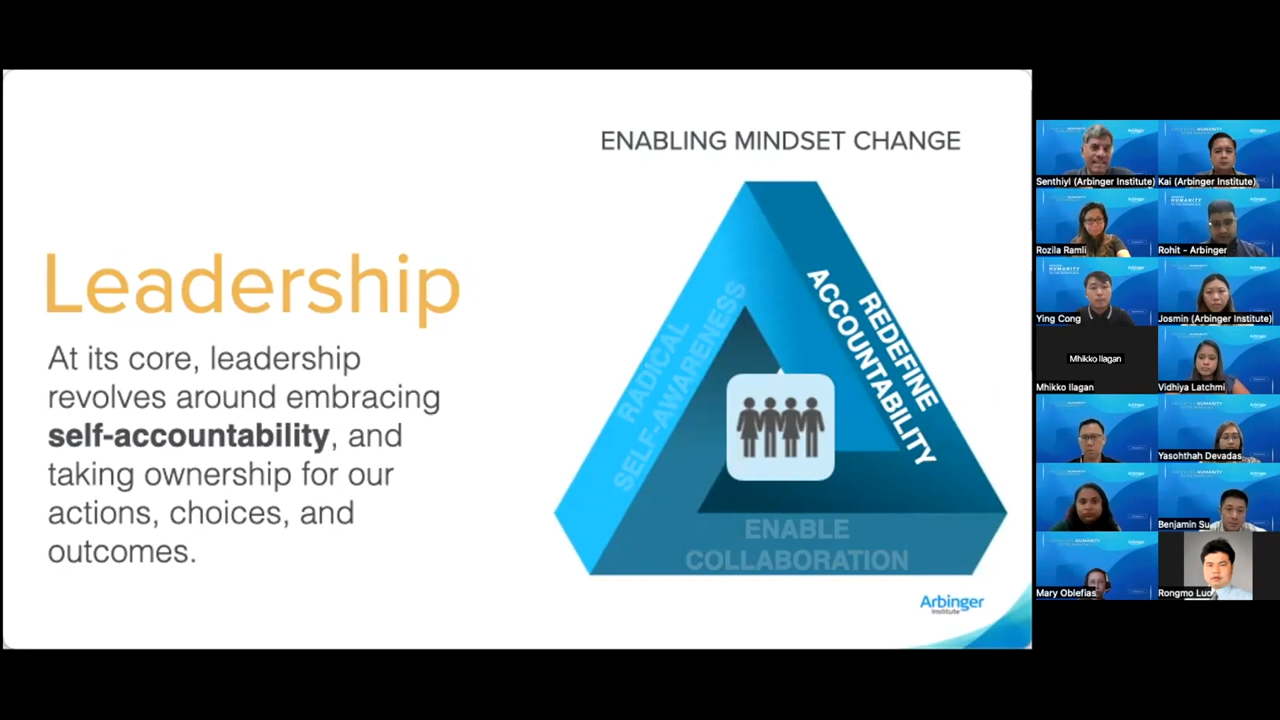 ENABLING MINDSET CHANGE
Leadership
At its core, leadership
revolves around embracing
self-accountability, and
taking ownership for our
actions, choices, and
outcomes.
RADICAL
SELF-AWARENESS
REDEFINE
ACCOUNTABILITY
ENABLE
COLLABORATION
Arbinger
Institute
Senthiyl (Arbinger Institute)
Kai (Arbinger Institute)
Rozila Ramli
Rohit - Arbinger
Ying Cong
Josmin (Arbinger Institute)
Mhikko Ilagan
Mhikko Ilagan
Vidhiya Latchmi
Yasohthah Devadas
Benjamin Su
Mary Oblefias
Rongmo Luo